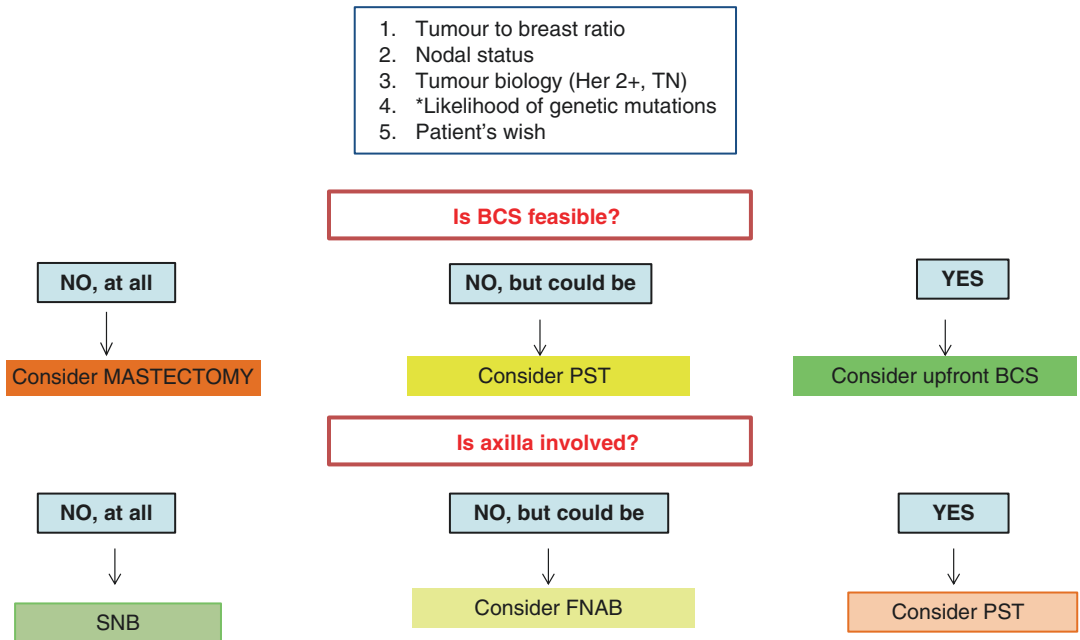 1. Tumour to breast ratio
2. Nodal status
3. Tumour biology (Her 2+, TN)
4. *Likelihood of genetic mutations
5. Patient's wish
Is BCS feasible?
NO, at all
NO, but could be
YES
Consider MASTECTOMY
Consider PST
Consider upfront BCS
Is axilla involved?
NO, at all
NO, but could be
YES
SNB
Consider FNAB
Consider PST